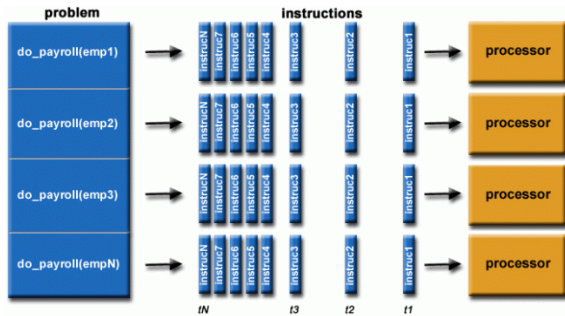 problem
instructions
do_payroll(emp1)
instrucN instruc7 instruc6 instruc5 instruc4 instruc3 instruc2 instruc1
processor
do_payroll(emp2)
instrucN instruc7 instruc6 instruc5 instruc4 instruc3 instruc2 instruc1
processor
do_payroll(emp3)
instrucN instruc7 instruc6 instruc5 instruc4 instruc3 instruc2 instruc1
processor
do_payroll(empN)
instrucN instruc7 instruc6 instruc5 instruc4 instruc3 instruc2 instruc1
processor
tN t3 t2 t1